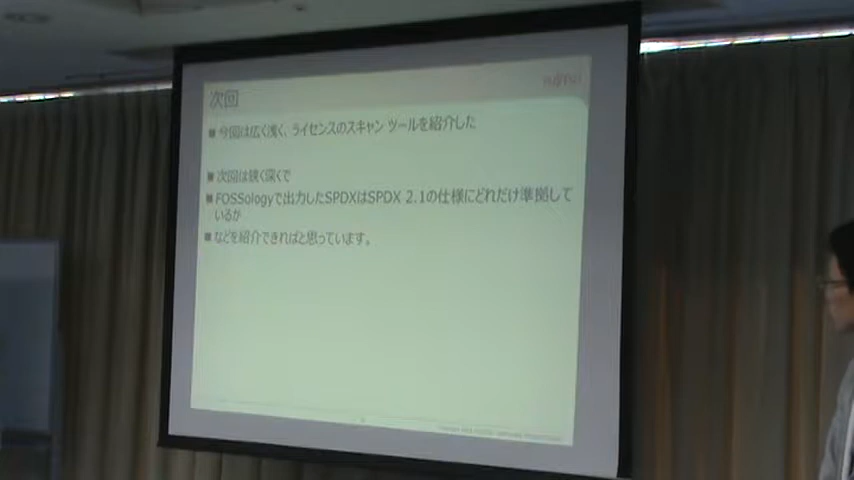 次回
FUJITSU
■ 今回は広く浅く、ライセンスのスキャン ツールを紹介した
■ 次回は狭く深くで
■ FOSSologyで出力したSPDXはSPDX 2.1の仕様にどれだけ準拠して
いるか
■ などを紹介できればと思っています。